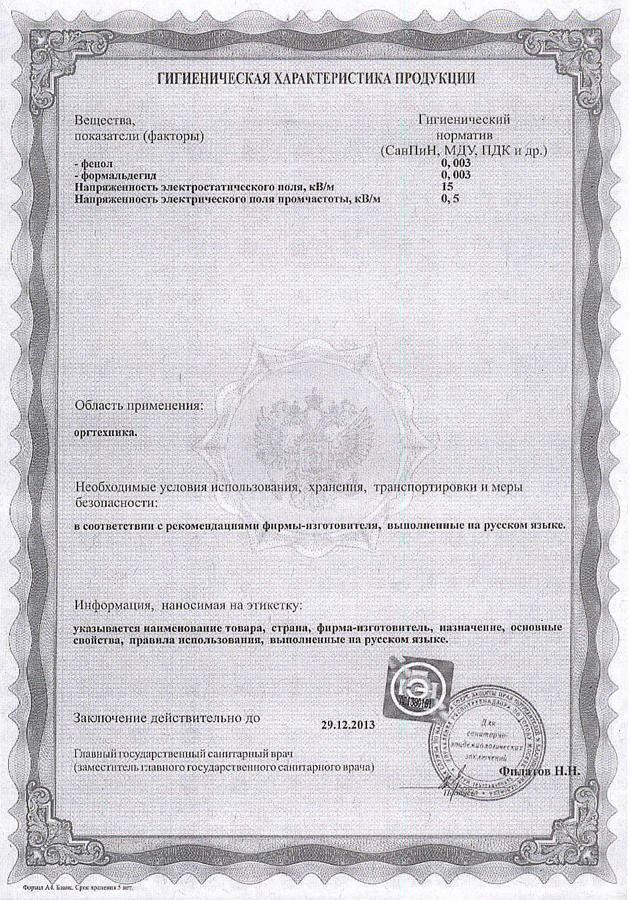 ГИГИЕНИЧЕСКАЯ ХАРАКТЕРИСТИКА ПРОДУКЦИИ
Вещества,
показатели (факторы)
Гигиенический
норматив
(СанПиН, МДУ, ПДК и др.)
- фенол 0, 003
- формальдегид 0, 003
Напряженность электростатического поля, кВ/м 15
Напряженность электрического поля промчастоты, кВ/м 0, 5
Область применения:
оргтехника.
Необходимые условия использования, хранения, транспортировки и меры
безопасности:
в соответствии с рекомендациями фирмы-изготовителя, выполненные на русском языке.
Информация, наносимая на этикетку:
указывается наименование товара, страна, фирма-изготовитель, назначение, основные
свойства, правила использования, выполненные на русском языке.
Заключение действительно до 29.12.2013
Для
санитарно-
эпидемиологических
заключений
Главный государственный санитарный врач
(заместитель главного государственного санитарного врача)
Филатов Н.Н.
Подпись
Формат А4. Бланк. Срок хранения 5 лет.